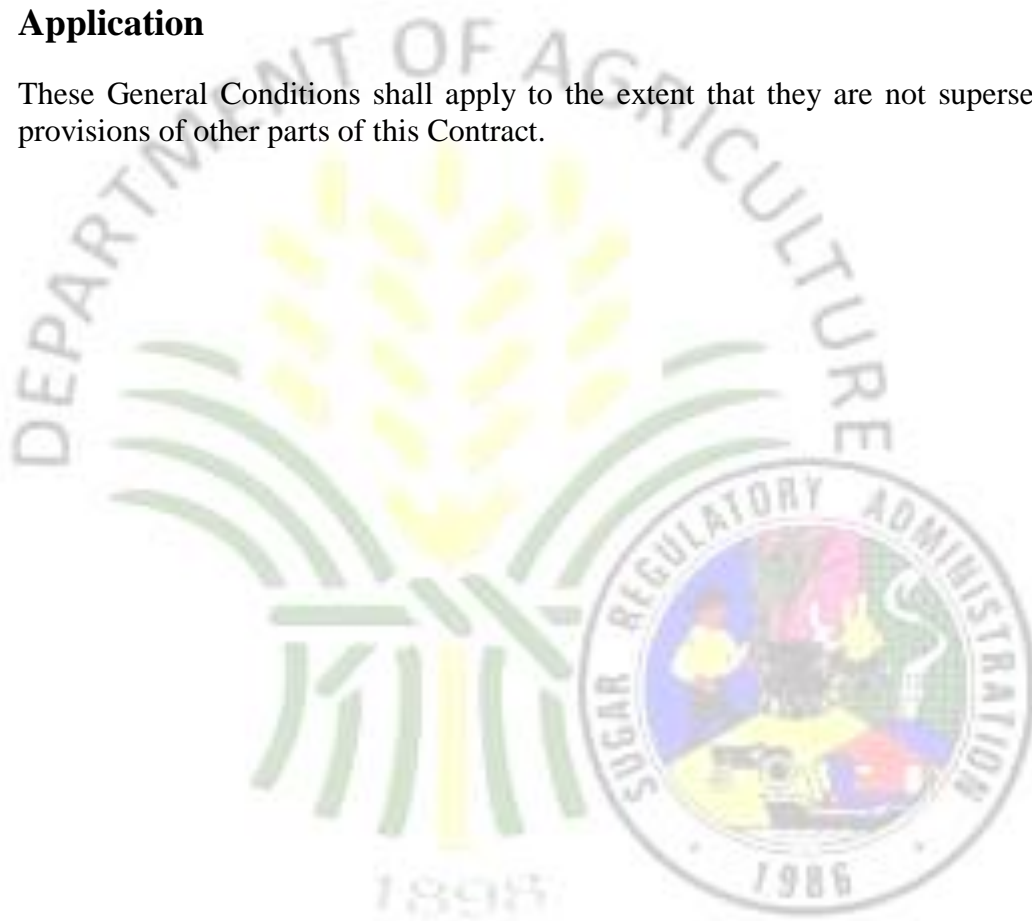 Application
These General Conditions shall apply to the extent that they are not superse
provisions of other parts of this Contract.
DEPARTMENT OF AGRICULTURE
SUGAR REGULATORY ADMINISTRATION
1986
1898